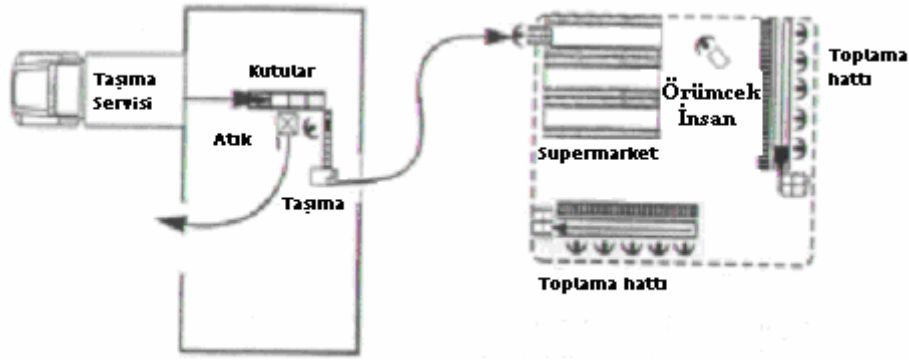 Taşıma
Servisi
Kutular
Atık
Taşıma
Supermarket
Örümcek
İnsan
Toplama
hattı
Toplama hattı